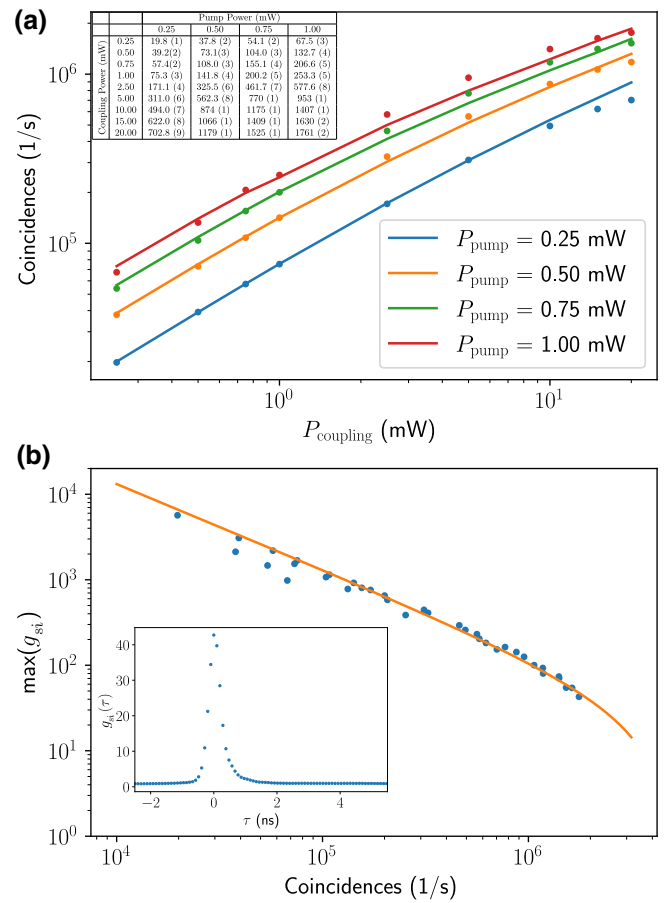 (a)
Pump Power (mW)
0.25 0.50 0.75 1.00
Coupling Power (mW)
0.25 19.8 (1) 37.8 (2) 54.1 (2) 67.5 (3)
0.50 39.2(2) 73.1(3) 104.0 (3) 132.7 (4)
0.75 57.4(2) 108.0 (3) 155.1 (4) 206.6 (5)
1.00 75.3 (3) 141.8 (4) 200.2 (5) 253.3 (5)
2.50 171.1 (4) 325.5 (6) 461.7 (7) 577.6 (8)
5.00 311.0 (6) 562.3 (8) 770 (1) 953 (1)
10.00 494.0 (7) 874 (1) 1175 (1) 1407 (1)
15.00 622.0 (8) 1066 (1) 1409 (1) 1630 (2)
20.00 702.8 (9) 1179 (1) 1525 (1) 1761 (2)
10^6
10^5
Coincidences (1/s)
P_pump = 0.25 mW
P_pump = 0.50 mW
P_pump = 0.75 mW
P_pump = 1.00 mW
10^0 10^1
P_coupling (mW)
(b)
10^4
10^3
10^2
10^1
10^0
max(g_si)
40
20
0
g_si(τ)
−2 0 2 4
τ (ns)
10^4 10^5 10^6
Coincidences (1/s)